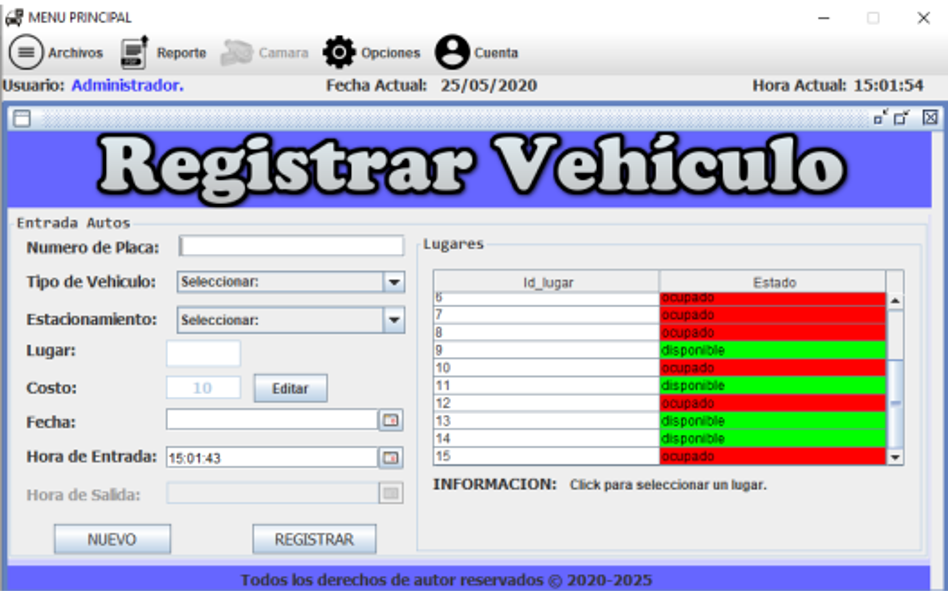 MENU PRINCIPAL
Archivos Reporte Camara Opciones Cuenta
Usuario: Administrador. Fecha Actual: 25/05/2020 Hora Actual: 15:01:54
Registrar Vehículo
Entrada Autos
Numero de Placa:
Tipo de Vehiculo: Seleccionar:
Estacionamiento: Seleccionar:
Lugar:
Costo: 10 Editar
Fecha:
Hora de Entrada: 15:01:43
Hora de Salida:
NUEVO REGISTRAR
Lugares
Id_lugar Estado
6 ocupado
7 ocupado
8 ocupado
9 disponible
10 ocupado
11 disponible
12 ocupado
13 disponible
14 disponible
15 ocupado
INFORMACION: Click para seleccionar un lugar.
Todos los derechos de autor reservados © 2020-2025